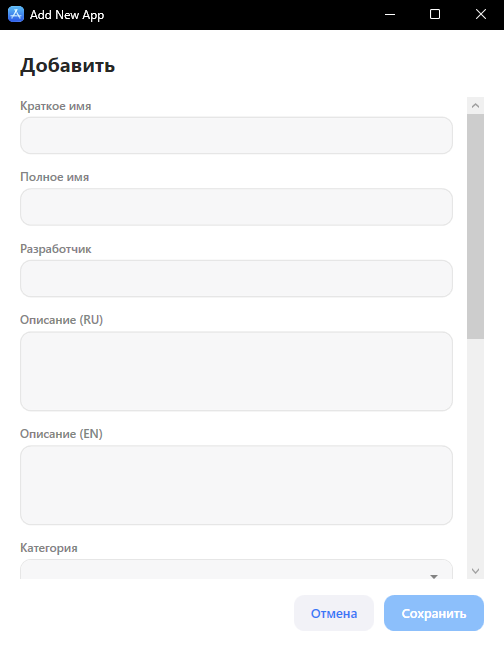 Add New App
Добавить
Краткое имя
Полное имя
Разработчик
Описание (RU)
Описание (EN)
Категория
Отмена
Сохранить